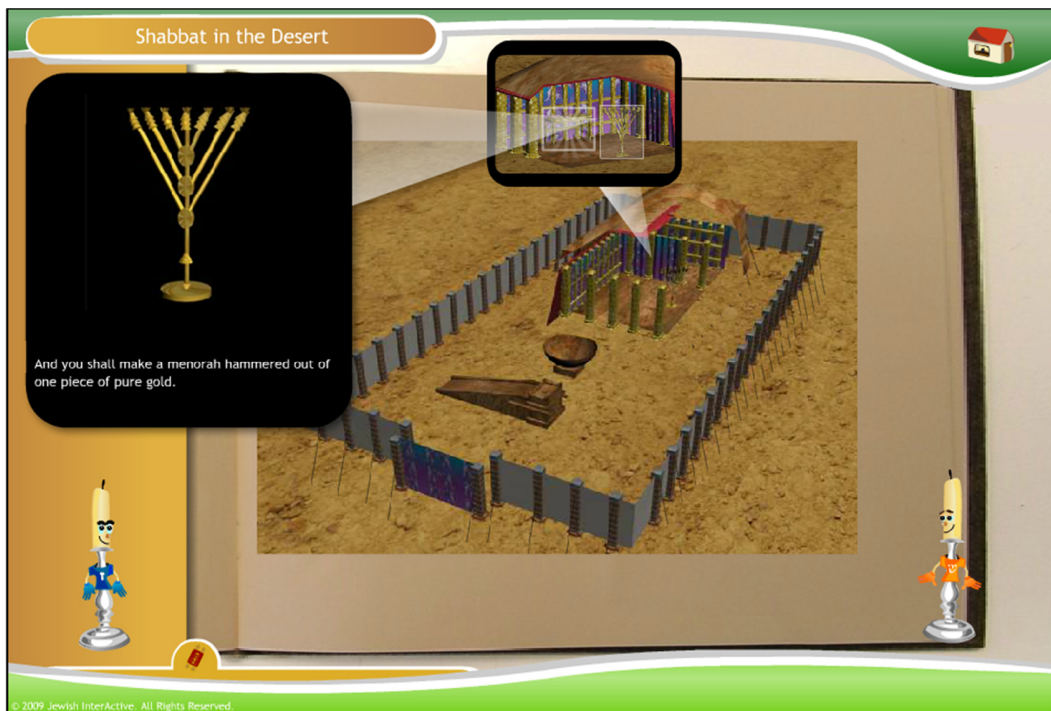 Shabbat in the Desert
And you shall make a menorah hammered out of
one piece of pure gold.
© 2009 Jewish InterActive. All Rights Reserved.